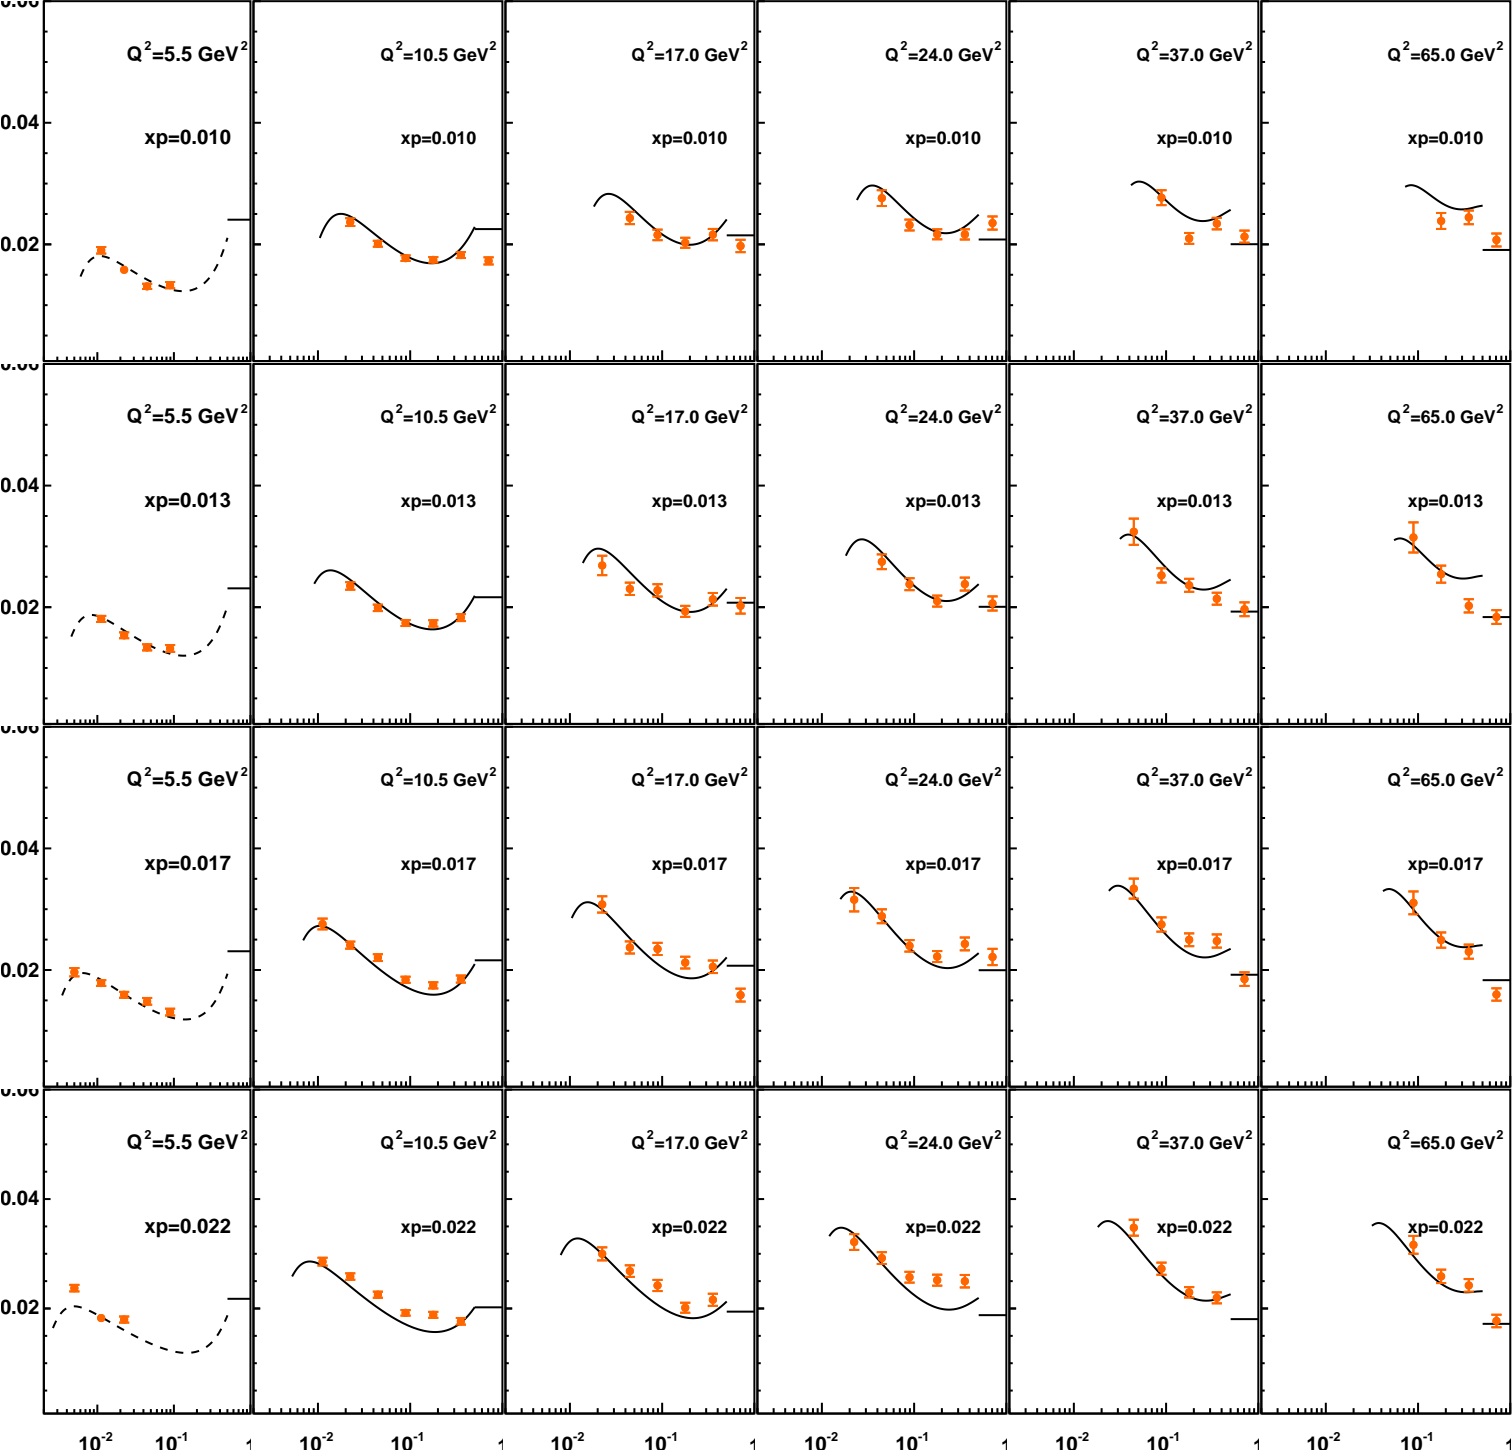 0.06
Q²=5.5 GeV² Q²=10.5 GeV² Q²=17.0 GeV² Q²=24.0 GeV² Q²=37.0 GeV² Q²=65.0 GeV²
0.04
xp=0.010 xp=0.010 xp=0.010 xp=0.010 xp=0.010 xp=0.010
0.02
0.06
Q²=5.5 GeV² Q²=10.5 GeV² Q²=17.0 GeV² Q²=24.0 GeV² Q²=37.0 GeV² Q²=65.0 GeV²
0.04
xp=0.013 xp=0.013 xp=0.013 xp=0.013 xp=0.013 xp=0.013
0.02
0.06
Q²=5.5 GeV² Q²=10.5 GeV² Q²=17.0 GeV² Q²=24.0 GeV² Q²=37.0 GeV² Q²=65.0 GeV²
0.04
xp=0.017 xp=0.017 xp=0.017 xp=0.017 xp=0.017 xp=0.017
0.02
0.06
Q²=5.5 GeV² Q²=10.5 GeV² Q²=17.0 GeV² Q²=24.0 GeV² Q²=37.0 GeV² Q²=65.0 GeV²
0.04
xp=0.022 xp=0.022 xp=0.022 xp=0.022 xp=0.022 xp=0.022
0.02
10⁻² 10⁻¹ 1 10⁻² 10⁻¹ 1 10⁻² 10⁻¹ 1 10⁻² 10⁻¹ 1 10⁻² 10⁻¹ 1 10⁻² 10⁻¹ 1